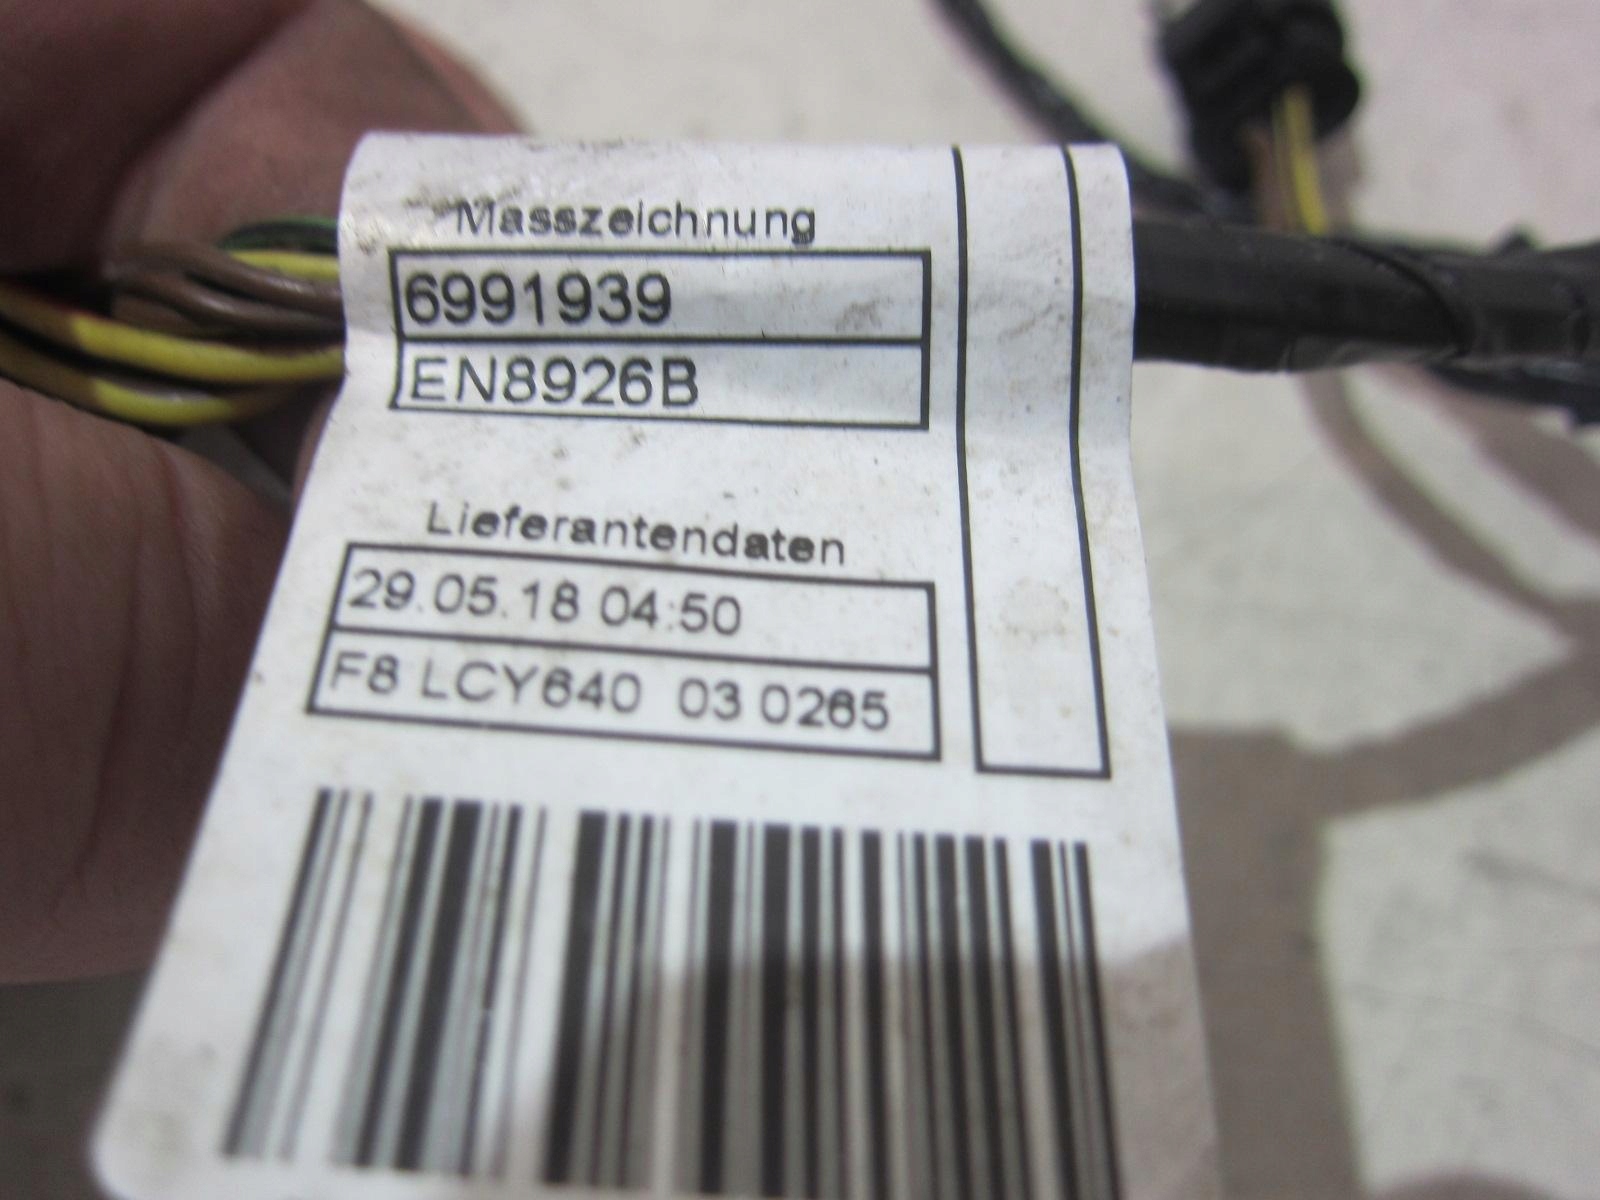 Masszeichnung
6991939
EN8926B
Lieferantendaten
29.05.18 04:50
F8 LCY640 03 0265